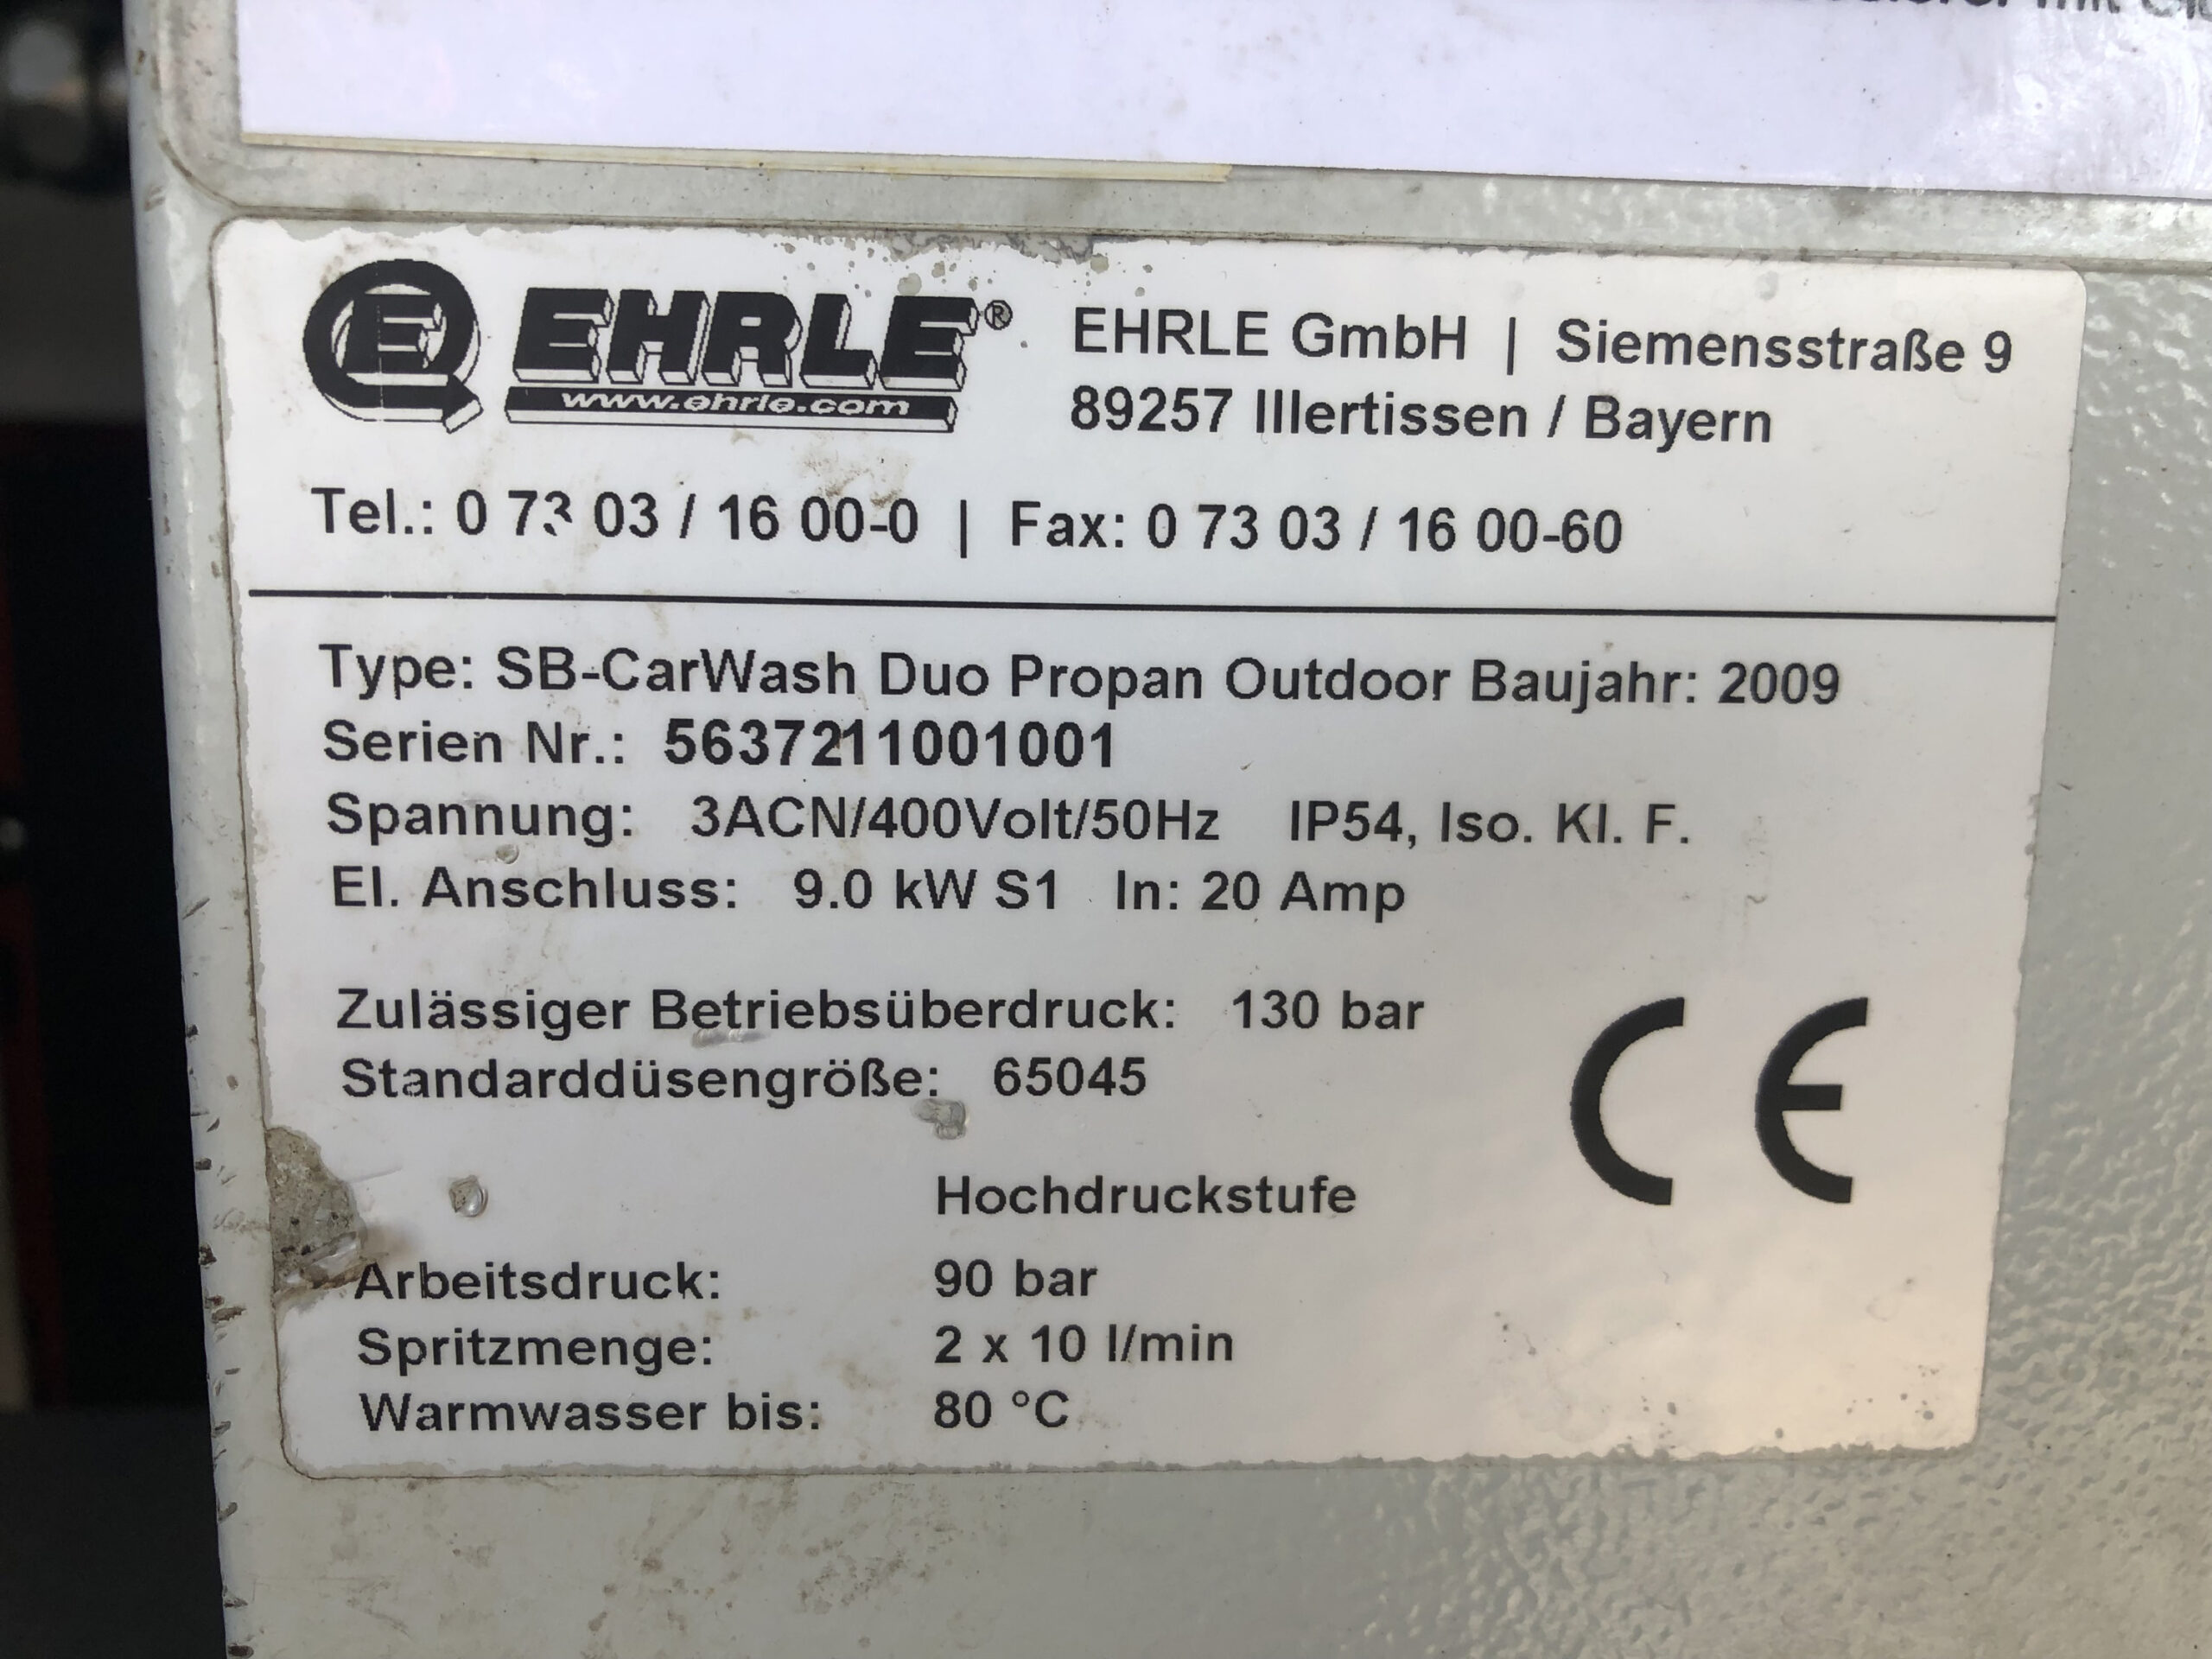 EHRLE®
www.ehrle.com
EHRLE GmbH | Siemensstraße 9
89257 Illertissen / Bayern
Tel.: 0 73 03 / 16 00-0 | Fax: 0 73 03 / 16 00-60
Type: SB-CarWash Duo Propan Outdoor Baujahr: 2009
Serien Nr.: 5637211001001
Spannung: 3ACN/400Volt/50Hz IP54, Iso. Kl. F.
El. Anschluss: 9.0 kW S1 In: 20 Amp
Zulässiger Betriebsüberdruck: 130 bar
Standarddüsengröße: 65045
CE
Hochdruckstufe
Arbeitsdruck: 90 bar
Spritzmenge: 2 x 10 l/min
Warmwasser bis: 80 °C